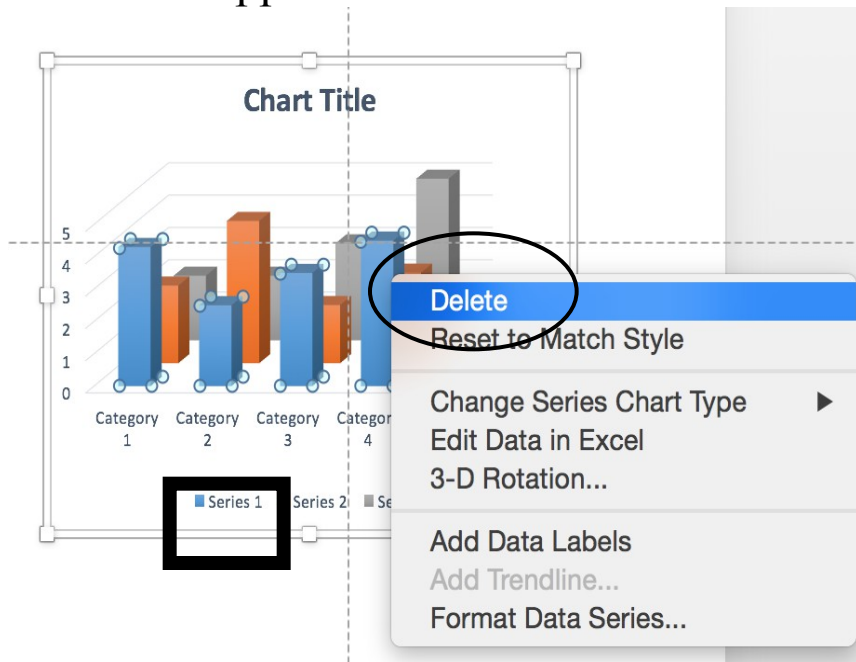 Chart Title
5
4
3
2
1
0
Category 1
Category 2
Category 3
4
Series 1 Series 2
Delete
Reset to Match Style
Change Series Chart Type
Edit Data in Excel
3-D Rotation...
Add Data Labels
Add Trendline...
Format Data Series...